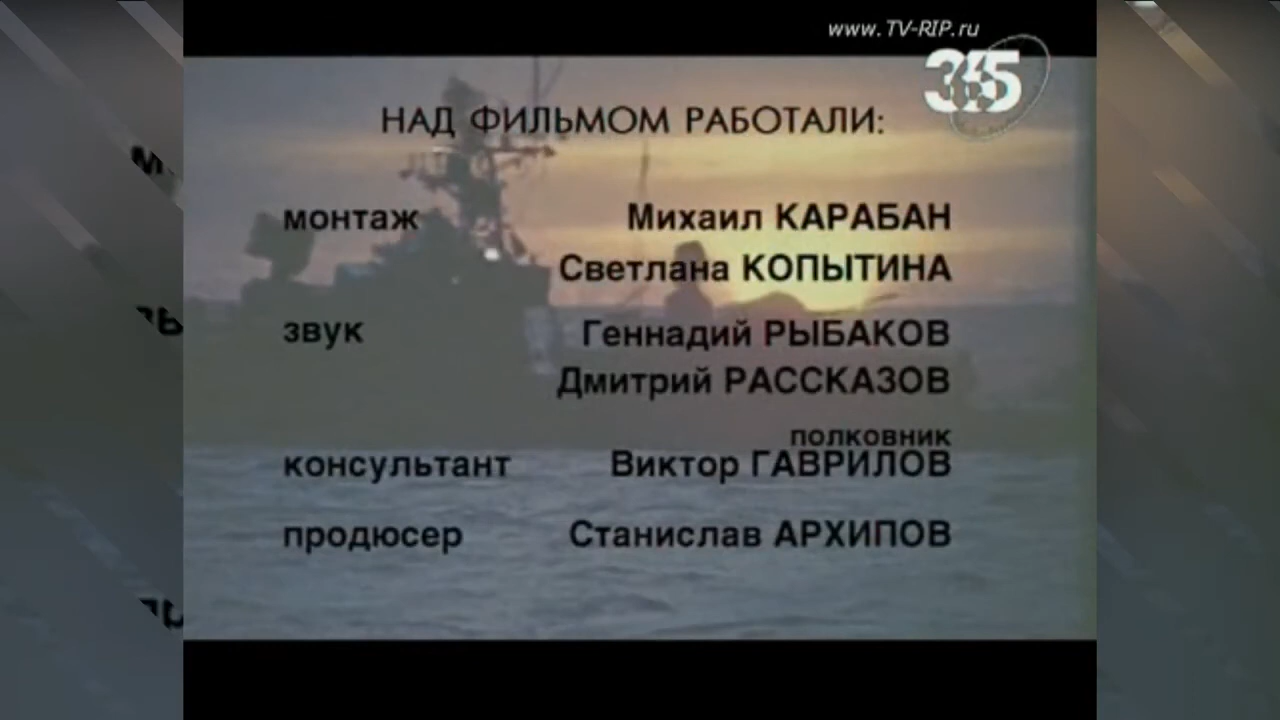 www.TV-RIP.ru
365
НАД ФИЛЬМОМ РАБОТАЛИ:
монтаж Михаил КАРАБАН
Светлана КОПЫТИНА
звук Геннадий РЫБАКОВ
Дмитрий РАССКАЗОВ
полковник
консультант Виктор ГАВРИЛОВ
продюсер Станислав АРХИПОВ